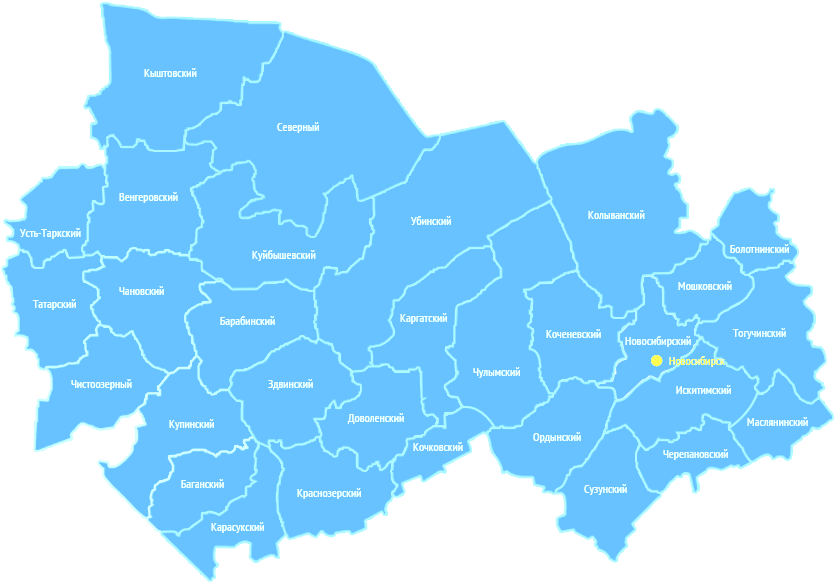 Кыштовский
Северный
Венгеровский
Убинский
Колыванский
Усть-Таркский
Болотнинский
Куйбышевский
Мошковский
Чановский
Татарский
Каргатский
Барабинский
Коченевский
Тогучинский
Новосибирский
Новосибирск
Чулымский
Чистоозерный
Здвинский
Искитимский
Доволенский
Маслянинский
Купинский
Ордынский
Кочковский
Черепановский
Баганский
Сузунский
Краснозерский
Карасукский